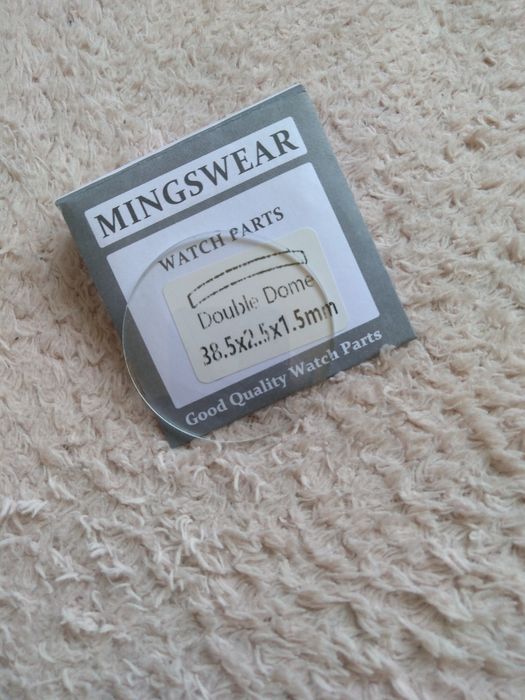 MINGSWEAR
WATCH PARTS
Double Dome
38.5x2.5x1.5mm
Good Quality Watch Parts